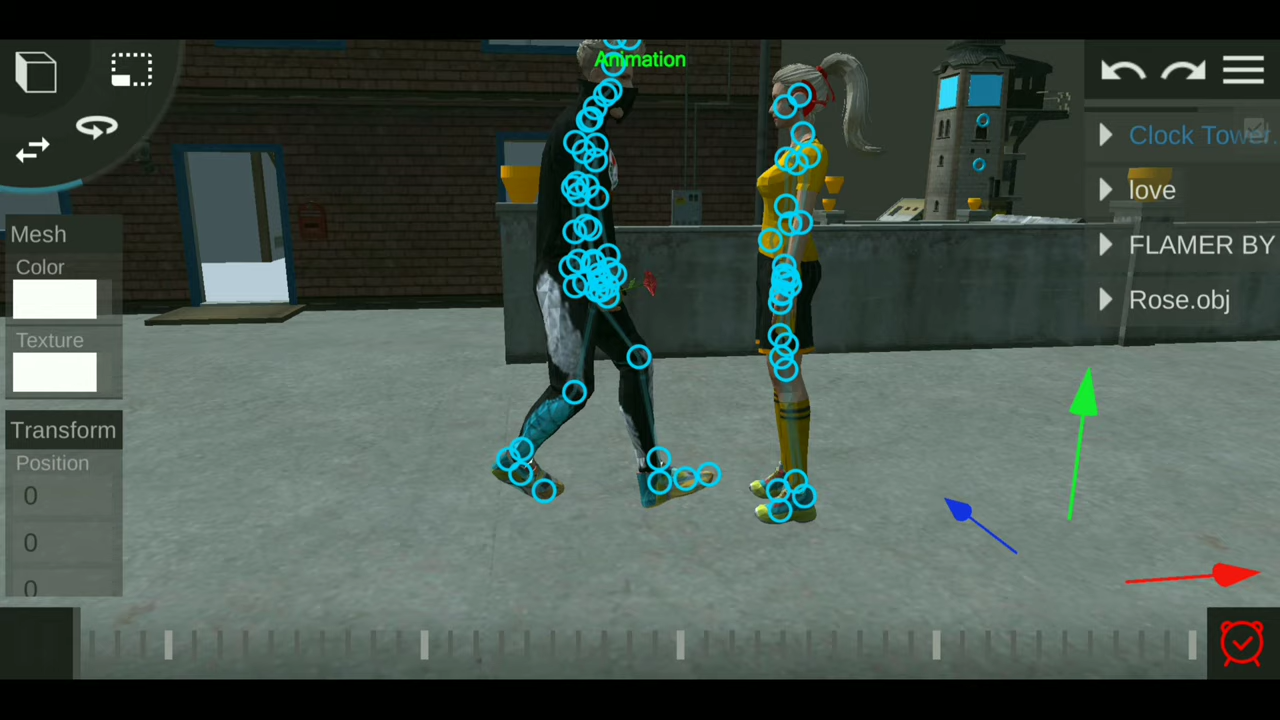 Animation
Clock Tower.
love
FLAMER BY
Rose.obj
Mesh
Color
Texture
Transform
Position
0
0
0